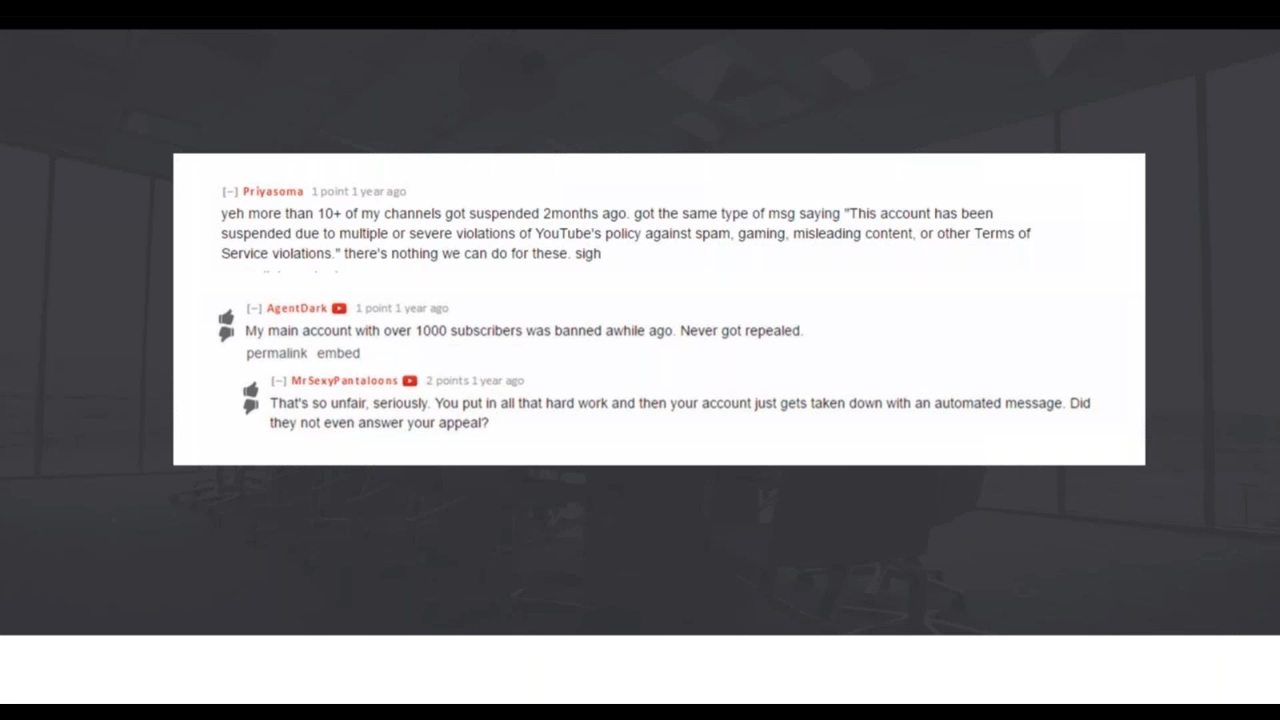 [–] Priyasoma 1 point 1 year ago
yeh more than 10+ of my channels got suspended 2months ago. got the same type of msg saying "This account has been
suspended due to multiple or severe violations of YouTube's policy against spam, gaming, misleading content, or other Terms of
Service violations." there's nothing we can do for these. sigh
[–] AgentDark 1 point 1 year ago
My main account with over 1000 subscribers was banned awhile ago. Never got repealed.
permalink embed
[–] MrSexyPantaloons 2 points 1 year ago
That's so unfair, seriously. You put in all that hard work and then your account just gets taken down with an automated message. Did
they not even answer your appeal?